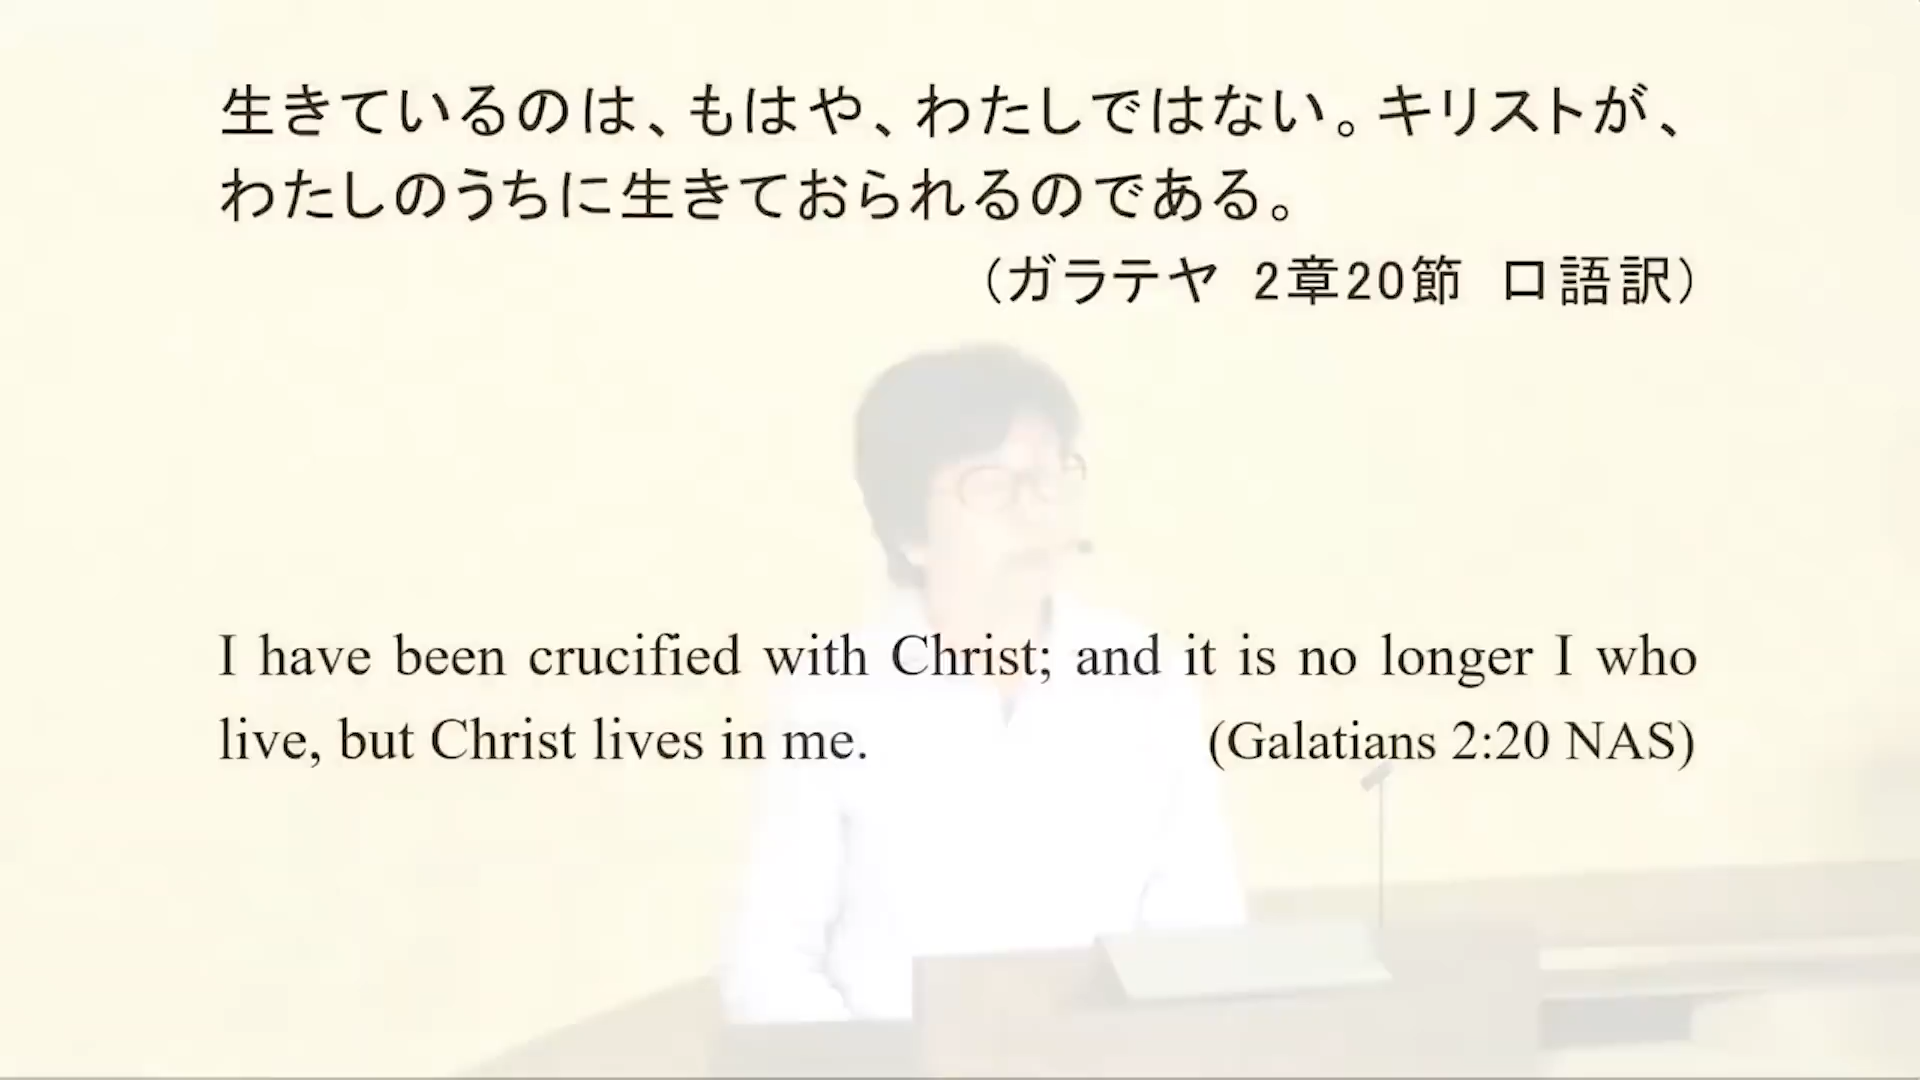 生きているのは、もはや、わたしではない。キリストが、
わたしのうちに生きておられるのである。
（ガラテヤ 2章20節 口語訳）
I have been crucified with Christ; and it is no longer I who
live, but Christ lives in me. (Galatians 2:20 NAS)